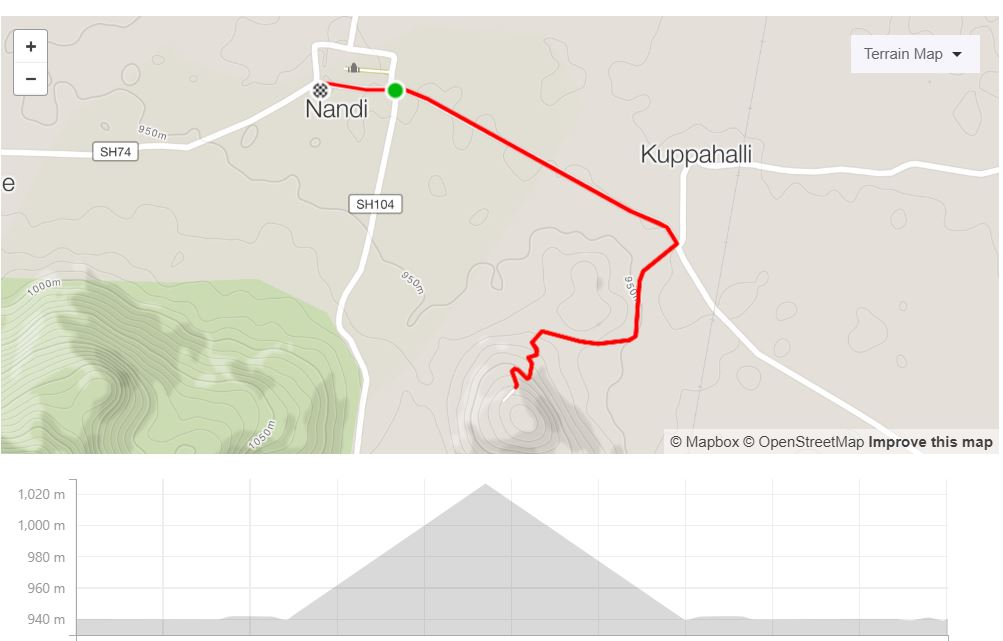 +
Terrain Map
−
Nandi
950m
SH74
Kuppahalli
e
SH104
950m
950m
1000m
1050m
© Mapbox © OpenStreetMap Improve this map
1,020 m
1,000 m
980 m
960 m
940 m